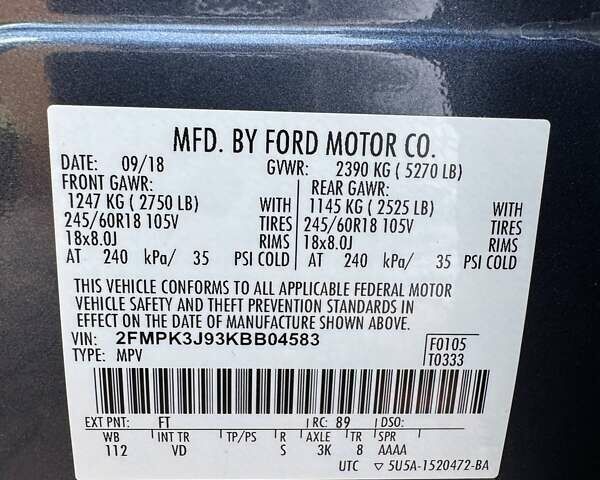 MFD. BY FORD MOTOR CO.
DATE: 09/18 GVWR: 2390 KG ( 5270 LB)
FRONT GAWR: REAR GAWR:
1247 KG ( 2750 LB) WITH 1145 KG ( 2525 LB) WITH
245/60R18 105V TIRES 245/60R18 105V TIRES
18x8.0J RIMS 18x8.0J RIMS
AT 240 kPa/ 35 PSI COLD AT 240 kPa/ 35 PSI COLD
THIS VEHICLE CONFORMS TO ALL APPLICABLE FEDERAL MOTOR
VEHICLE SAFETY AND THEFT PREVENTION STANDARDS IN
EFFECT ON THE DATE OF MANUFACTURE SHOWN ABOVE.
VIN: 2FMPK3J93KBB04583 F0105
TYPE: MPV T0333
EXT PNT: FT RC: 89 DSO:
WB INT TR TP/PS R AXLE TR SPR
112 VD S 3K 8 AAAA
UTC ▽ 5U5A-1520472-BA